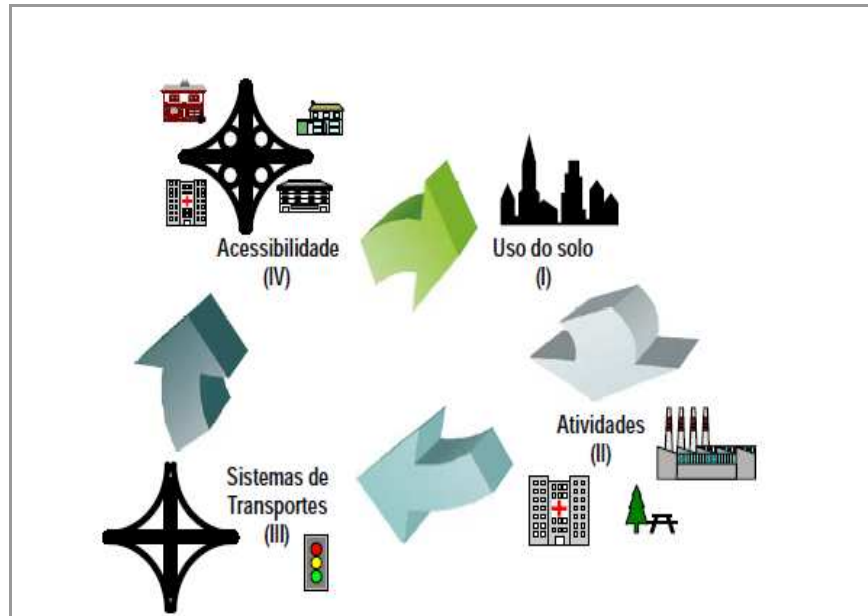 Acessibilidade
(IV)
Uso do solo
(I)
Atividades
(II)
Sistemas de
Transportes
(III)